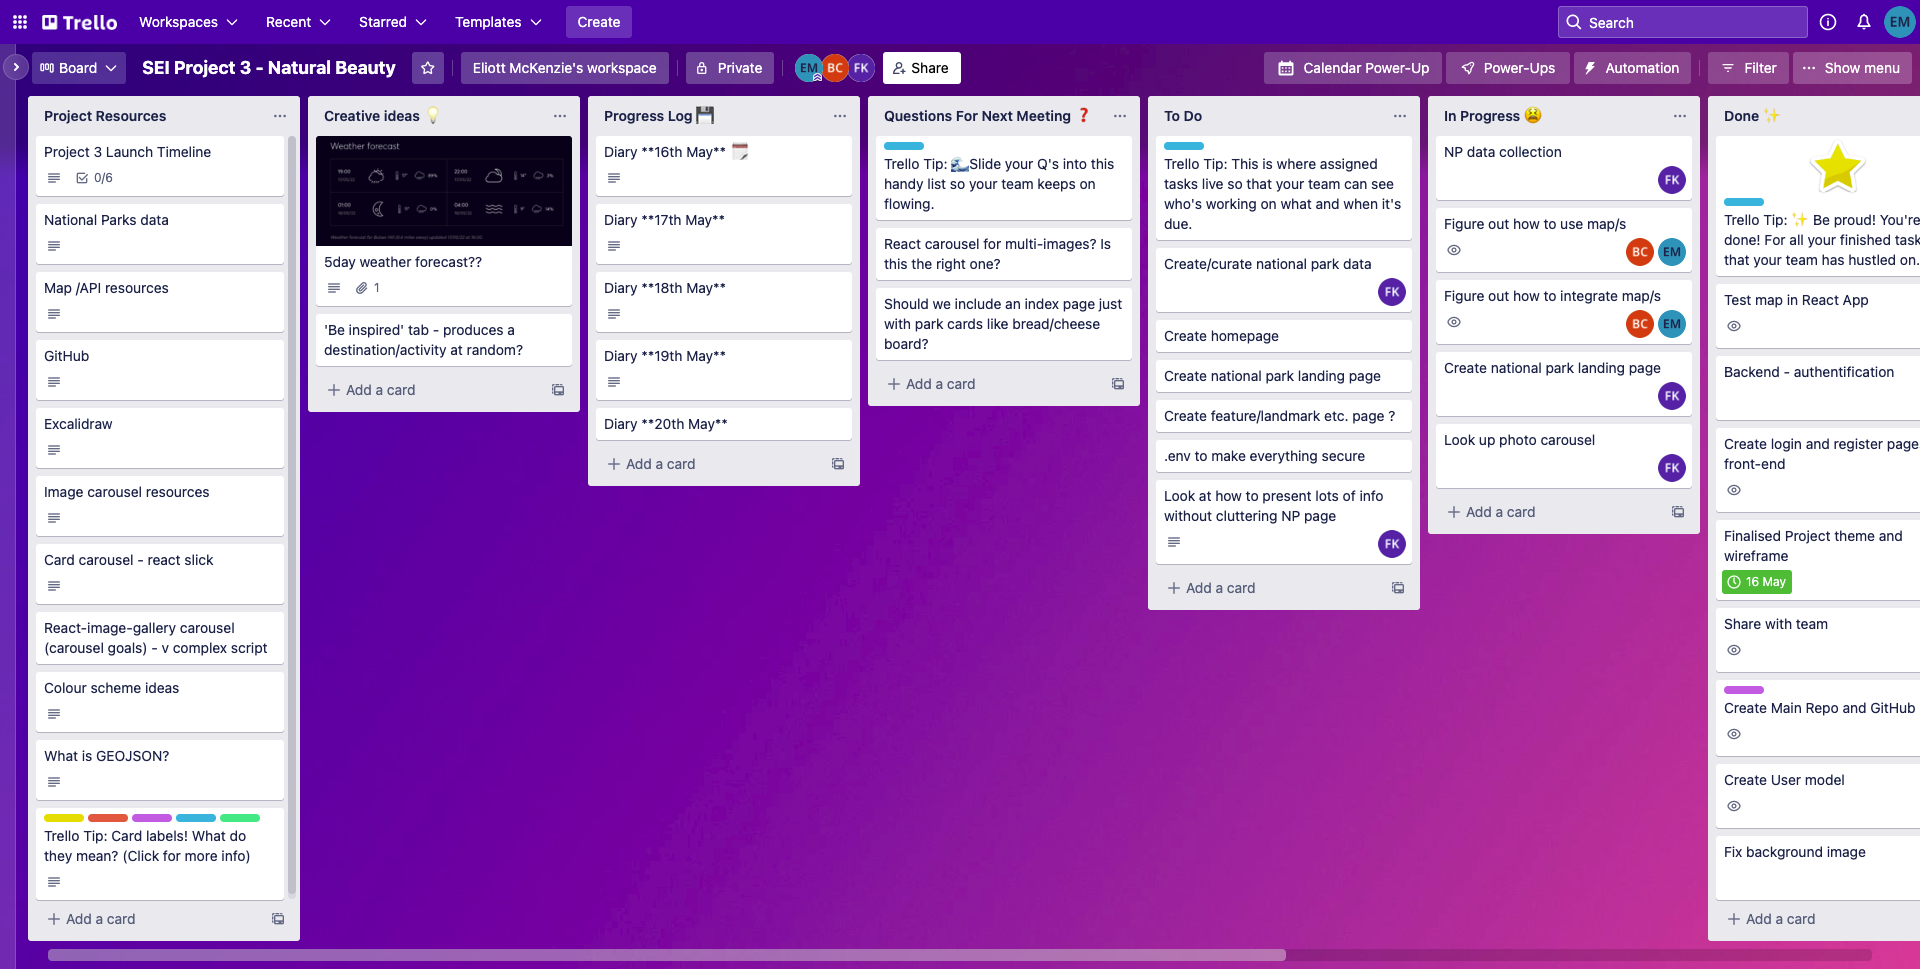 Trello
Workspaces
Recent
Starred
Templates
Create
Search
EM
Board
SEI Project 3 - Natural Beauty
Eliott McKenzie's workspace
Private
EM
BC
FK
Share
Calendar Power-Up
Power-Ups
Automation
Filter
Show menu
Project Resources
Project 3 Launch Timeline
0/6
National Parks data
Map /API resources
GitHub
Excalidraw
Image carousel resources
Card carousel - react slick
React-image-gallery carousel
(carousel goals) - v complex script
Colour scheme ideas
What is GEOJSON?
Trello Tip: Card labels! What do
they mean? (Click for more info)
Add a card
Creative ideas
Weather forecast
19:00
22:00
01:00
04:00
5day weather forecast??
1
'Be inspired' tab - produces a
destination/activity at random?
Add a card
Progress Log
Diary **16th May**
Diary **17th May**
Diary **18th May**
Diary **19th May**
Diary **20th May**
Add a card
Questions For Next Meeting
Trello Tip: Slide your Q's into this
handy list so your team keeps on
flowing.
React carousel for multi-images? Is
this the right one?
Should we include an index page just
with park cards like bread/cheese
board?
Add a card
To Do
Trello Tip: This is where assigned
tasks live so that your team can see
who's working on what and when it's
due.
Create/curate national park data
FK
Create homepage
Create national park landing page
Create feature/landmark etc. page ?
.env to make everything secure
Look at how to present lots of info
without cluttering NP page
FK
Add a card
In Progress
NP data collection
FK
Figure out how to use map/s
BC
EM
Figure out how to integrate map/s
BC
EM
Create national park landing page
FK
Look up photo carousel
FK
Add a card
Done
Trello Tip: Be proud! You're
done! For all your finished task
that your team has hustled on.
Test map in React App
Backend - authentification
Create login and register page
front-end
Finalised Project theme and
wireframe
16 May
Share with team
Create Main Repo and GitHub
Create User model
Fix background image
Add a card